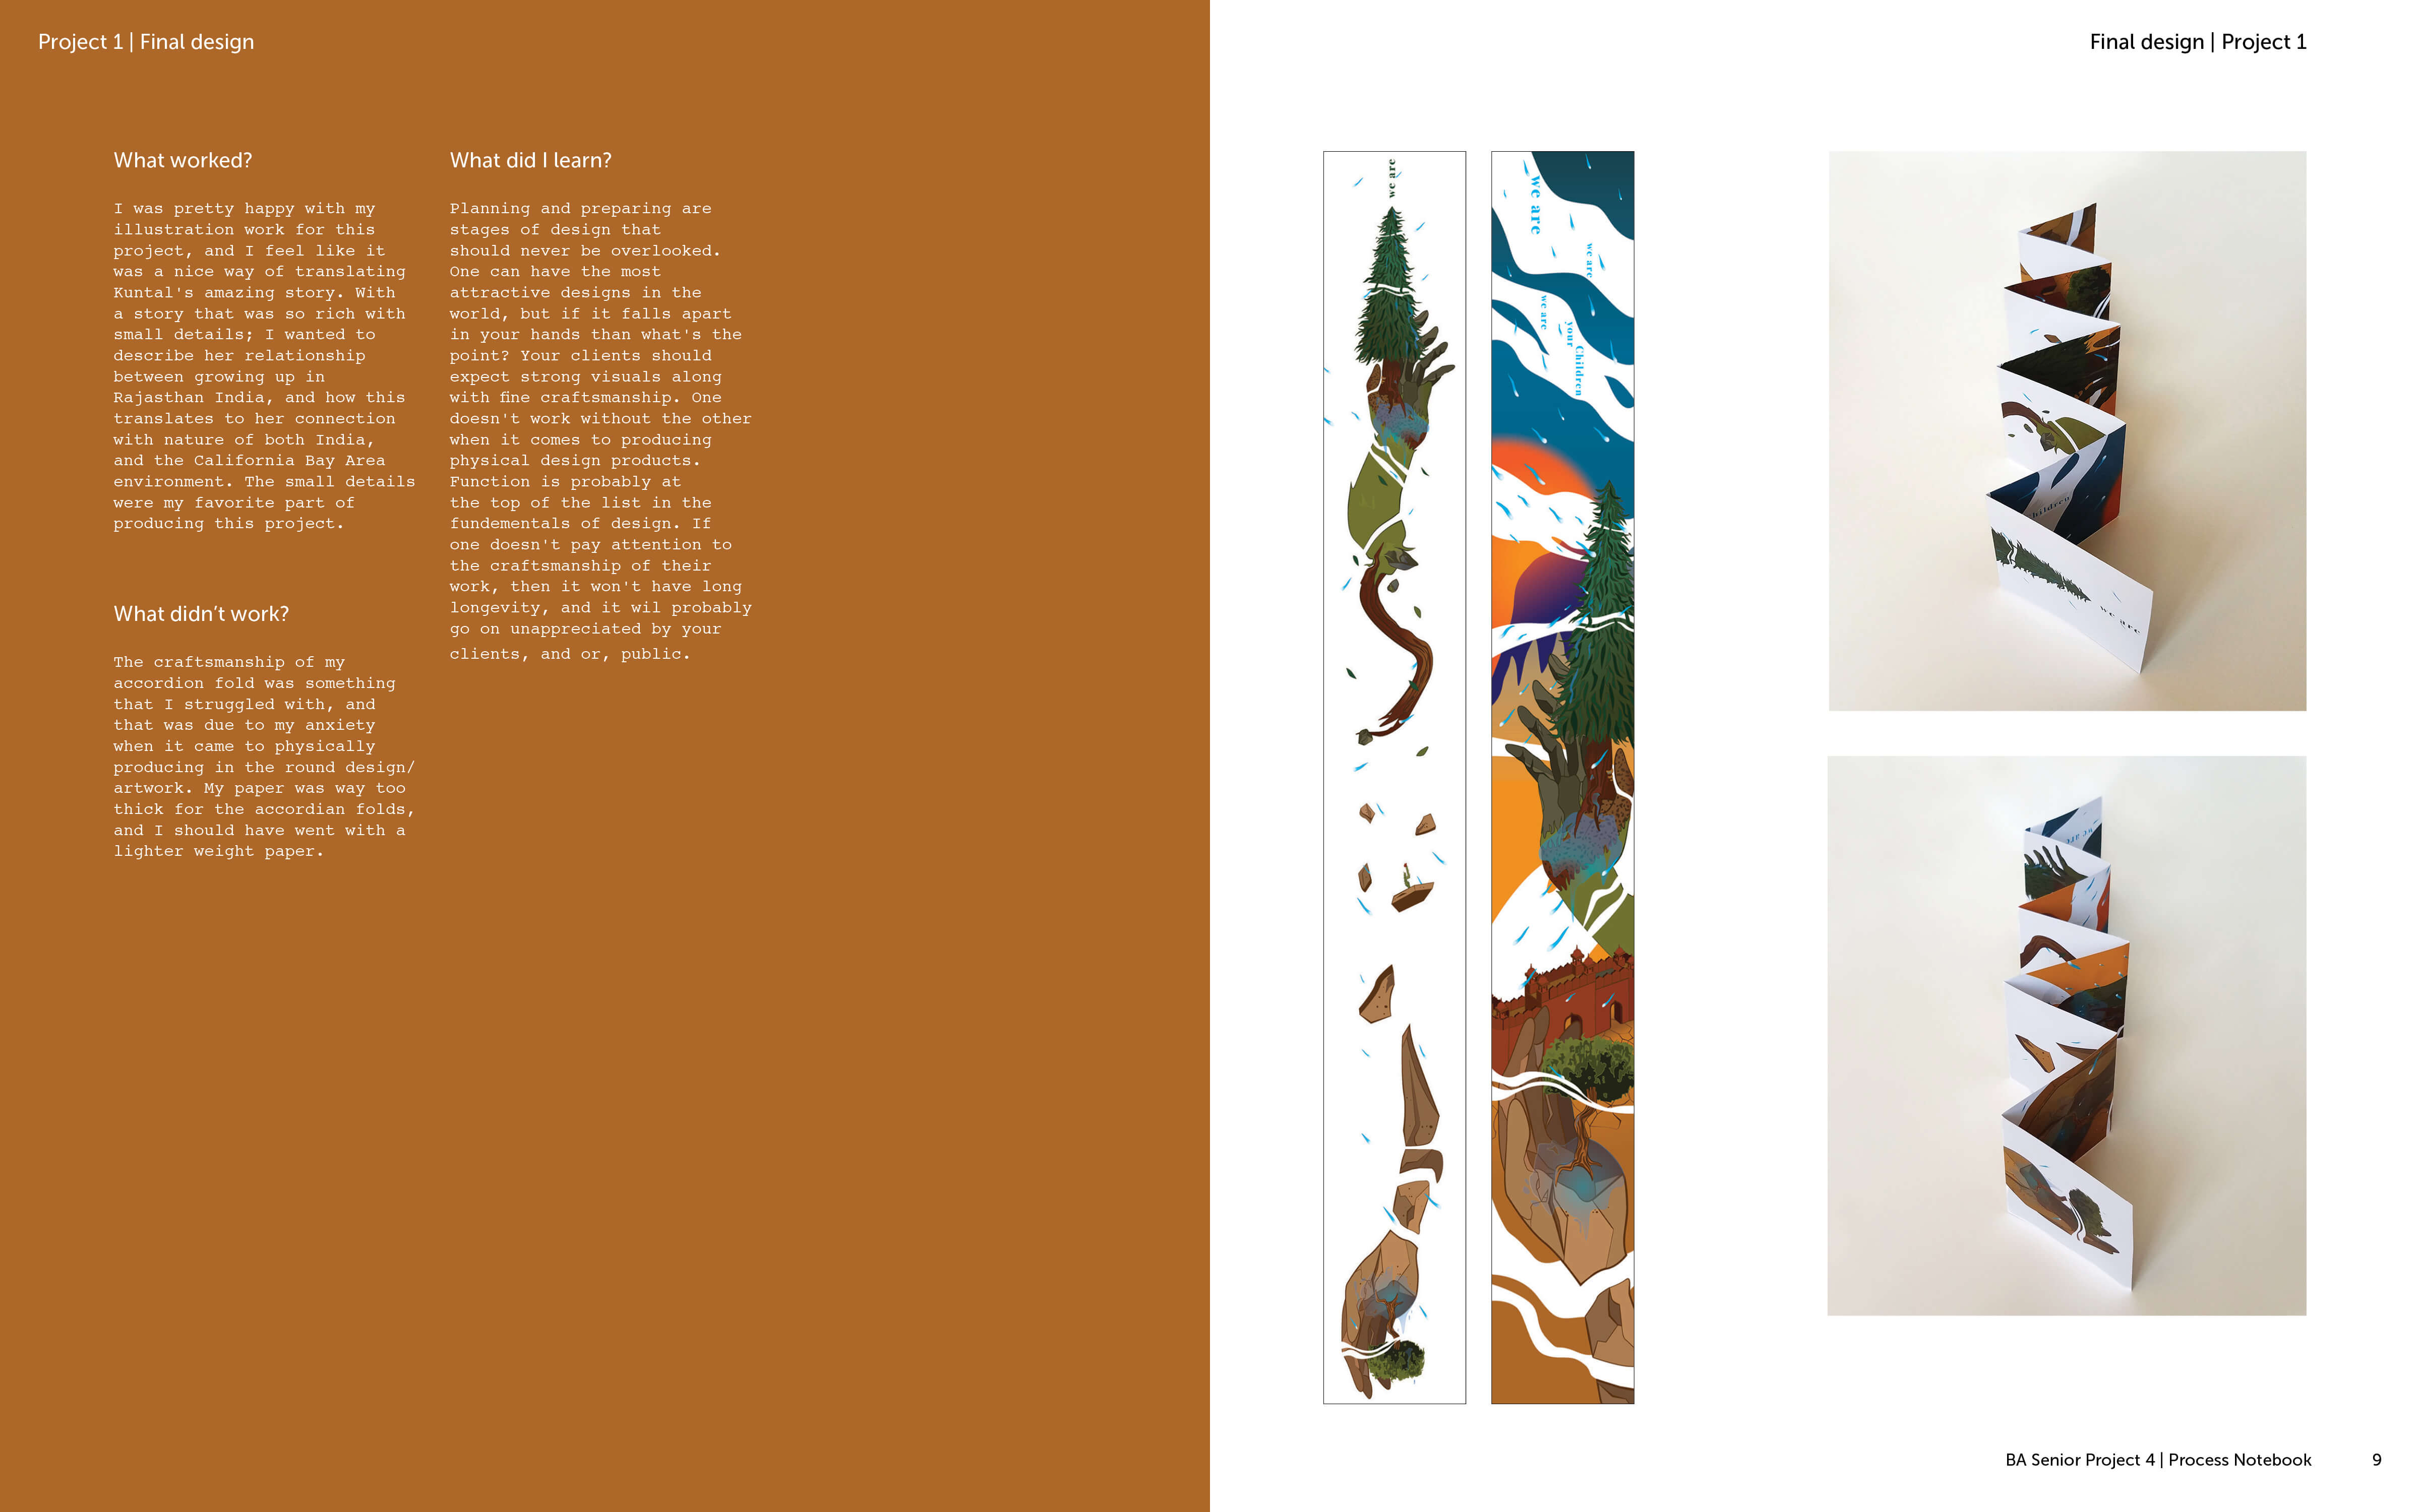 Project 1 | Final design
What worked?
I was pretty happy with my
illustration work for this
project, and I feel like it
was a nice way of translating
Kuntal's amazing story. With
a story that was so rich with
small details; I wanted to
describe her relationship
between growing up in
Rajasthan India, and how this
translates to her connection
with nature of both India,
and the California Bay Area
environment. The small details
were my favorite part of
producing this project.
What didn’t work?
The craftsmanship of my
accordion fold was something
that I struggled with, and
that was due to my anxiety
when it came to physically
producing in the round design/
artwork. My paper was way too
thick for the accordian folds,
and I should have went with a
lighter weight paper.
What did I learn?
Planning and preparing are
stages of design that
should never be overlooked.
One can have the most
attractive designs in the
world, but if it falls apart
in your hands than what's the
point? Your clients should
expect strong visuals along
with fine craftsmanship. One
doesn't work without the other
when it comes to producing
physical design products.
Function is probably at
the top of the list in the
fundementals of design. If
one doesn't pay attention to
the craftsmanship of their
work, then it won't have long
longevity, and it wil probably
go on unappreciated by your
clients, and or, public.
Final design | Project 1
we are
we are
we are
we are
your
Children
we are
BA Senior Project 4 | Process Notebook
9